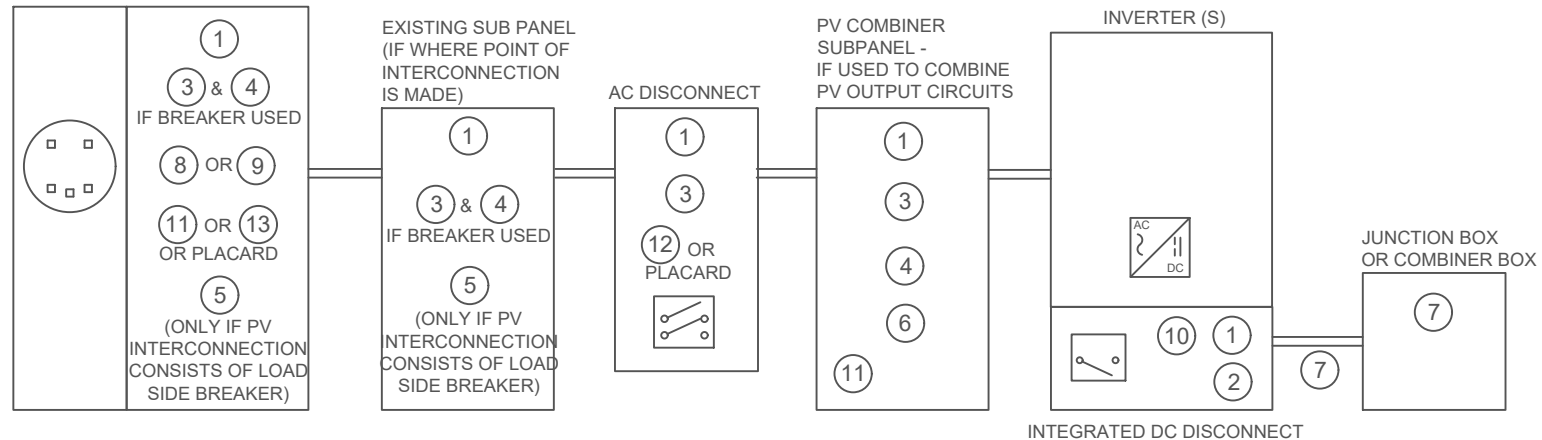 1
3 & 4
IF BREAKER USED
8 OR 9
11 OR 13
OR PLACARD
5
(ONLY IF PV
INTERCONNECTION
CONSISTS OF LOAD
SIDE BREAKER)
EXISTING SUB PANEL
(IF WHERE POINT OF
INTERCONNECTION
IS MADE)
1
3 & 4
IF BREAKER USED
5
(ONLY IF PV
INTERCONNECTION
CONSISTS OF LOAD
SIDE BREAKER)
AC DISCONNECT
1
3
12 OR
PLACARD
PV COMBINER
SUBPANEL -
IF USED TO COMBINE
PV OUTPUT CIRCUITS
1
3
4
6
11
INVERTER (S)
AC
DC
10 1
2
INTEGRATED DC DISCONNECT
7
JUNCTION BOX
OR COMBINER BOX
7